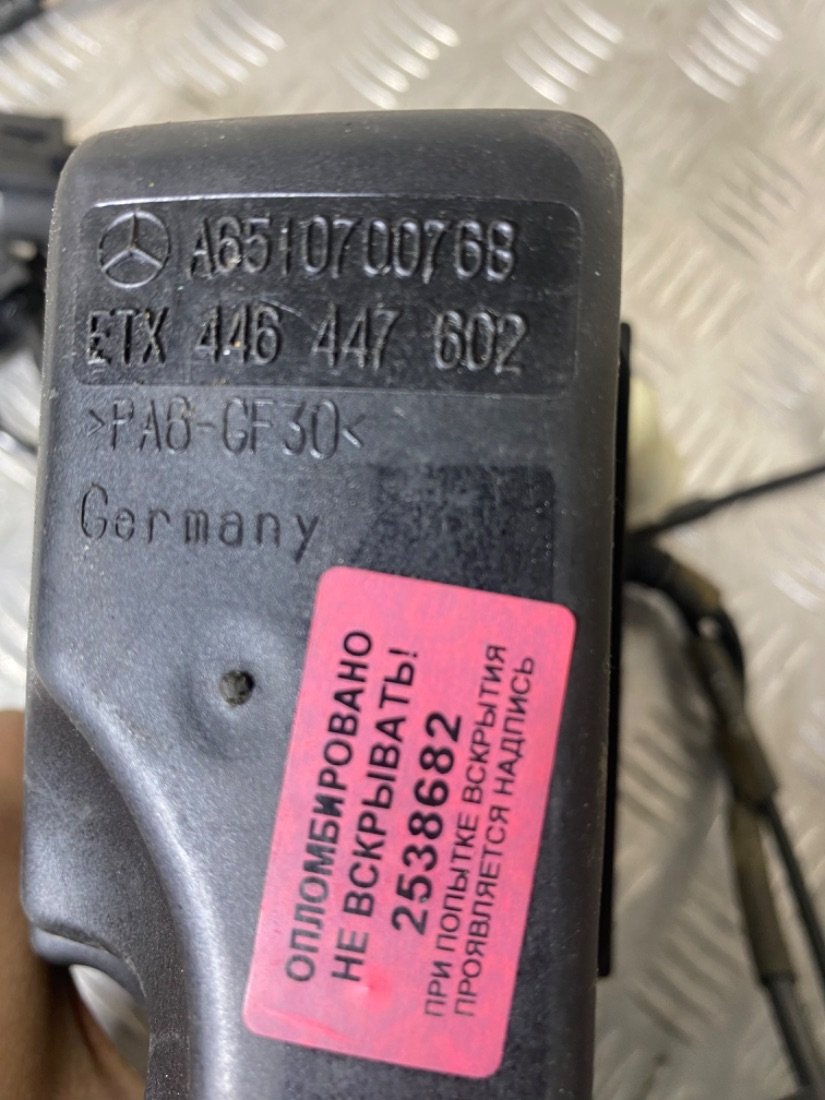 A6510700768
ETX 446 447 602
>PA6-GF30<
Germany
ОПЛОМБИРОВАНО
НЕ ВСКРЫВАТЬ!
2538682
ПРИ ПОПЫТКЕ ВСКРЫТИЯ
ПРОЯВЛЯЕТСЯ НАДПИСЬ